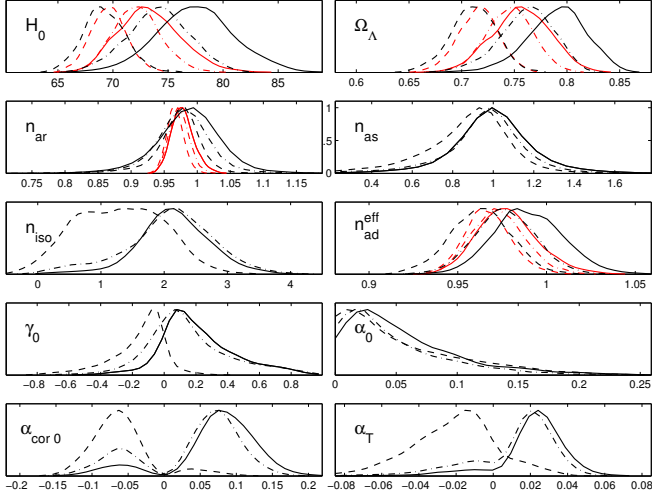 H0
65 70 75 80 85
ΩΛ
0.6 0.65 0.7 0.75 0.8 0.85
nar
0.75 0.8 0.85 0.9 0.95 1 1.05 1.1 1.15
nas
1
.5
0
0.4 0.6 0.8 1 1.2 1.4 1.6
niso
0 1 2 3 4
nad eff
0.9 0.95 1 1.05
γ0
−0.8 −0.6 −0.4 −0.2 0 0.2 0.4 0.6 0.8
α0
0 0.05 0.1 0.15 0.2 0.25
αcor 0
−0.2 −0.15 −0.1 −0.05 0 0.05 0.1 0.15 0.2
αT
−0.08 −0.06 −0.04 −0.02 0 0.02 0.04 0.06 0.08